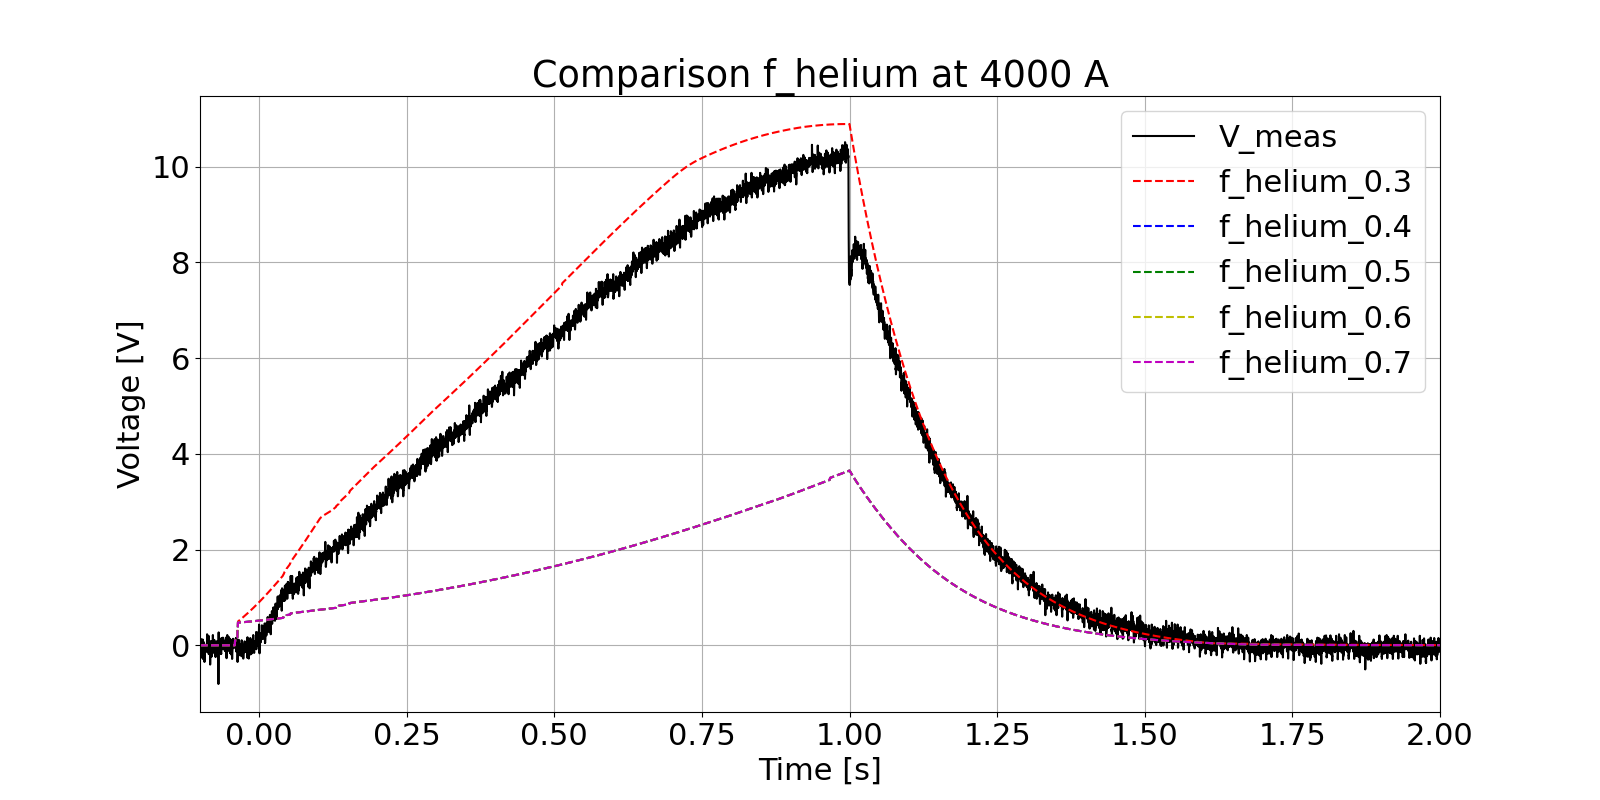 Comparison f_helium at 4000 A
Voltage [V]
10
8
6
4
2
0
V_meas
f_helium_0.3
f_helium_0.4
f_helium_0.5
f_helium_0.6
f_helium_0.7
0.00 0.25 0.50 0.75 1.00 1.25 1.50 1.75 2.00
Time [s]